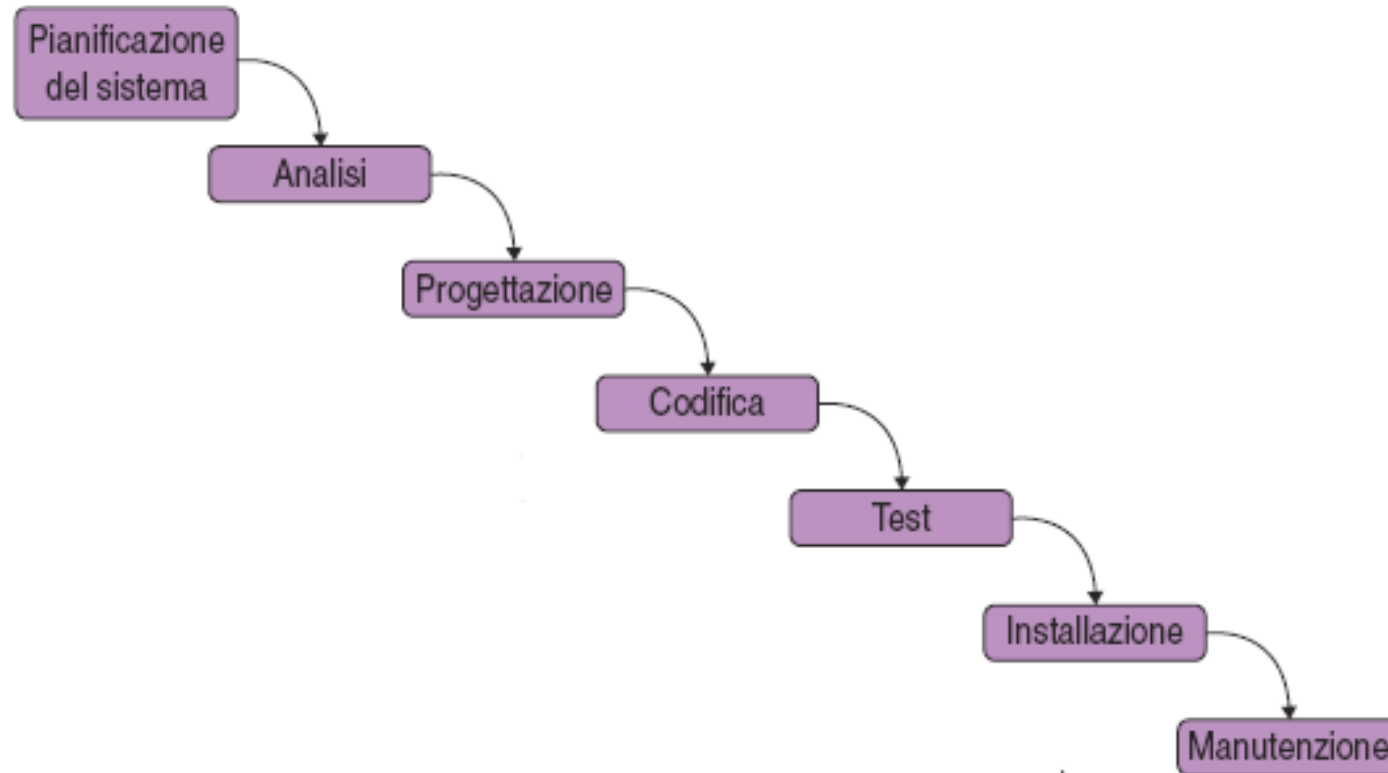 Pianificazione
del sistema
Analisi
Progettazione
Codifica
Test
Installazione
Manutenzione